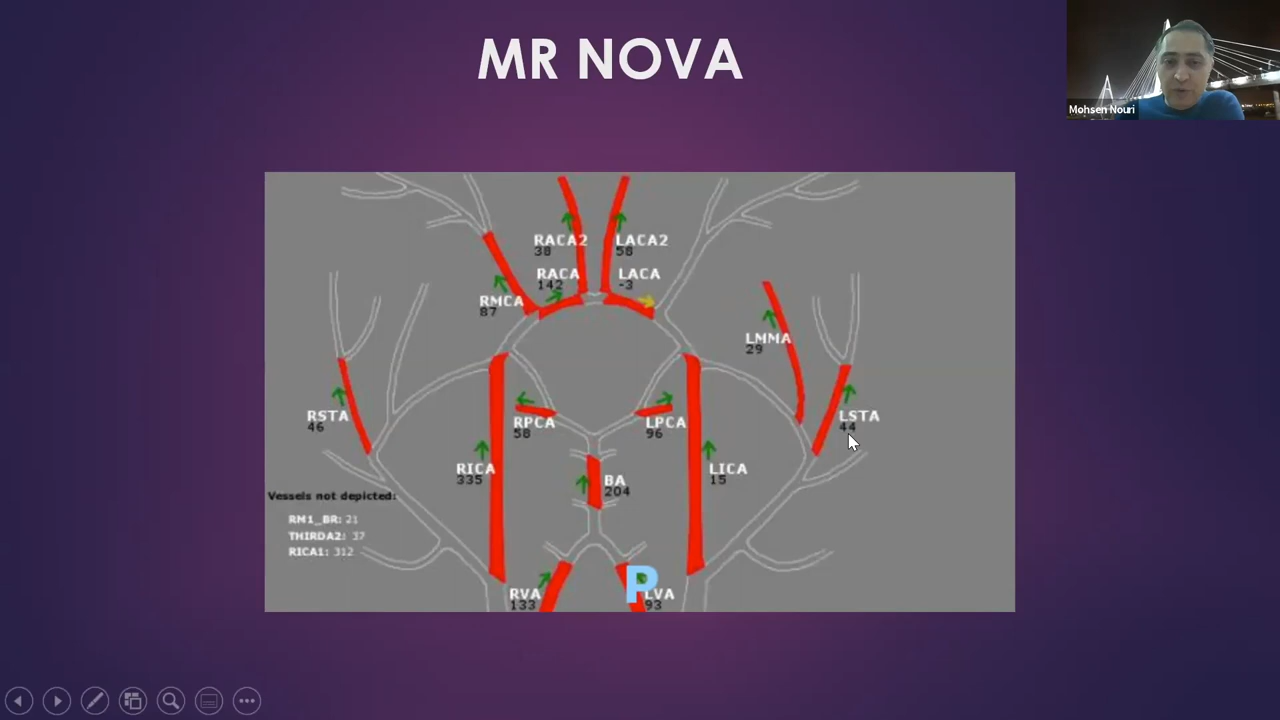 MR NOVA
Mohsen Nouri
RACA2
38
LACA2
58
RACA
142
LACA
-3
RMCA
87
LMMA
29
RSTA
46
RPCA
58
LPCA
96
LSTA
44
RICA
335
BA
204
LICA
15
Vessels not depicted:
RM1_BR: 21
THIRDA2: 37
RICA1: 312
P
RVA
133
LVA
93